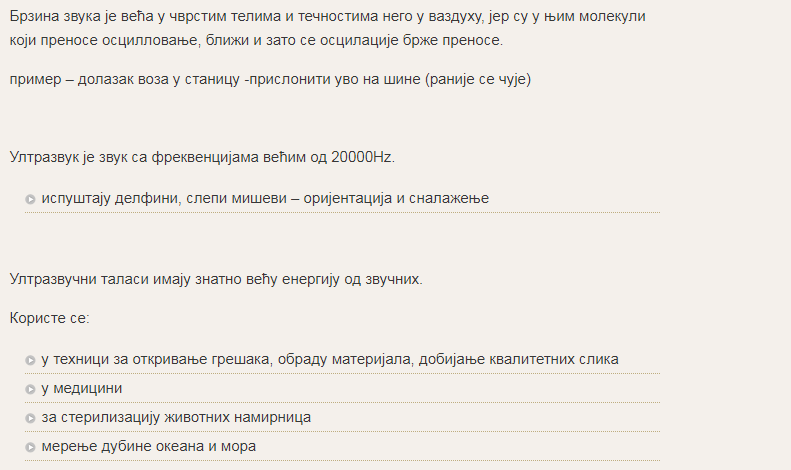 Брзина звука је већа у чврстим телима и течностима него у ваздуху, јер су у њим молекули
који преносе осцилловање, ближи и зато се осцилације брже преносе.
пример – долазак воза у станицу -прислонити уво на шине (раније се чује)
Ултразвук је звук са фреквенцијама већим од 20000Hz.
испуштају делфини, слепи мишеви – оријентација и сналажење
Ултразвучни таласи имају знатно већу енергију од звучних.
Користе се:
у техници за откривање грешака, обраду материјала, добијање квалитетних слика
у медицини
за стерилизацију животних намирница
мерење дубине океана и мора